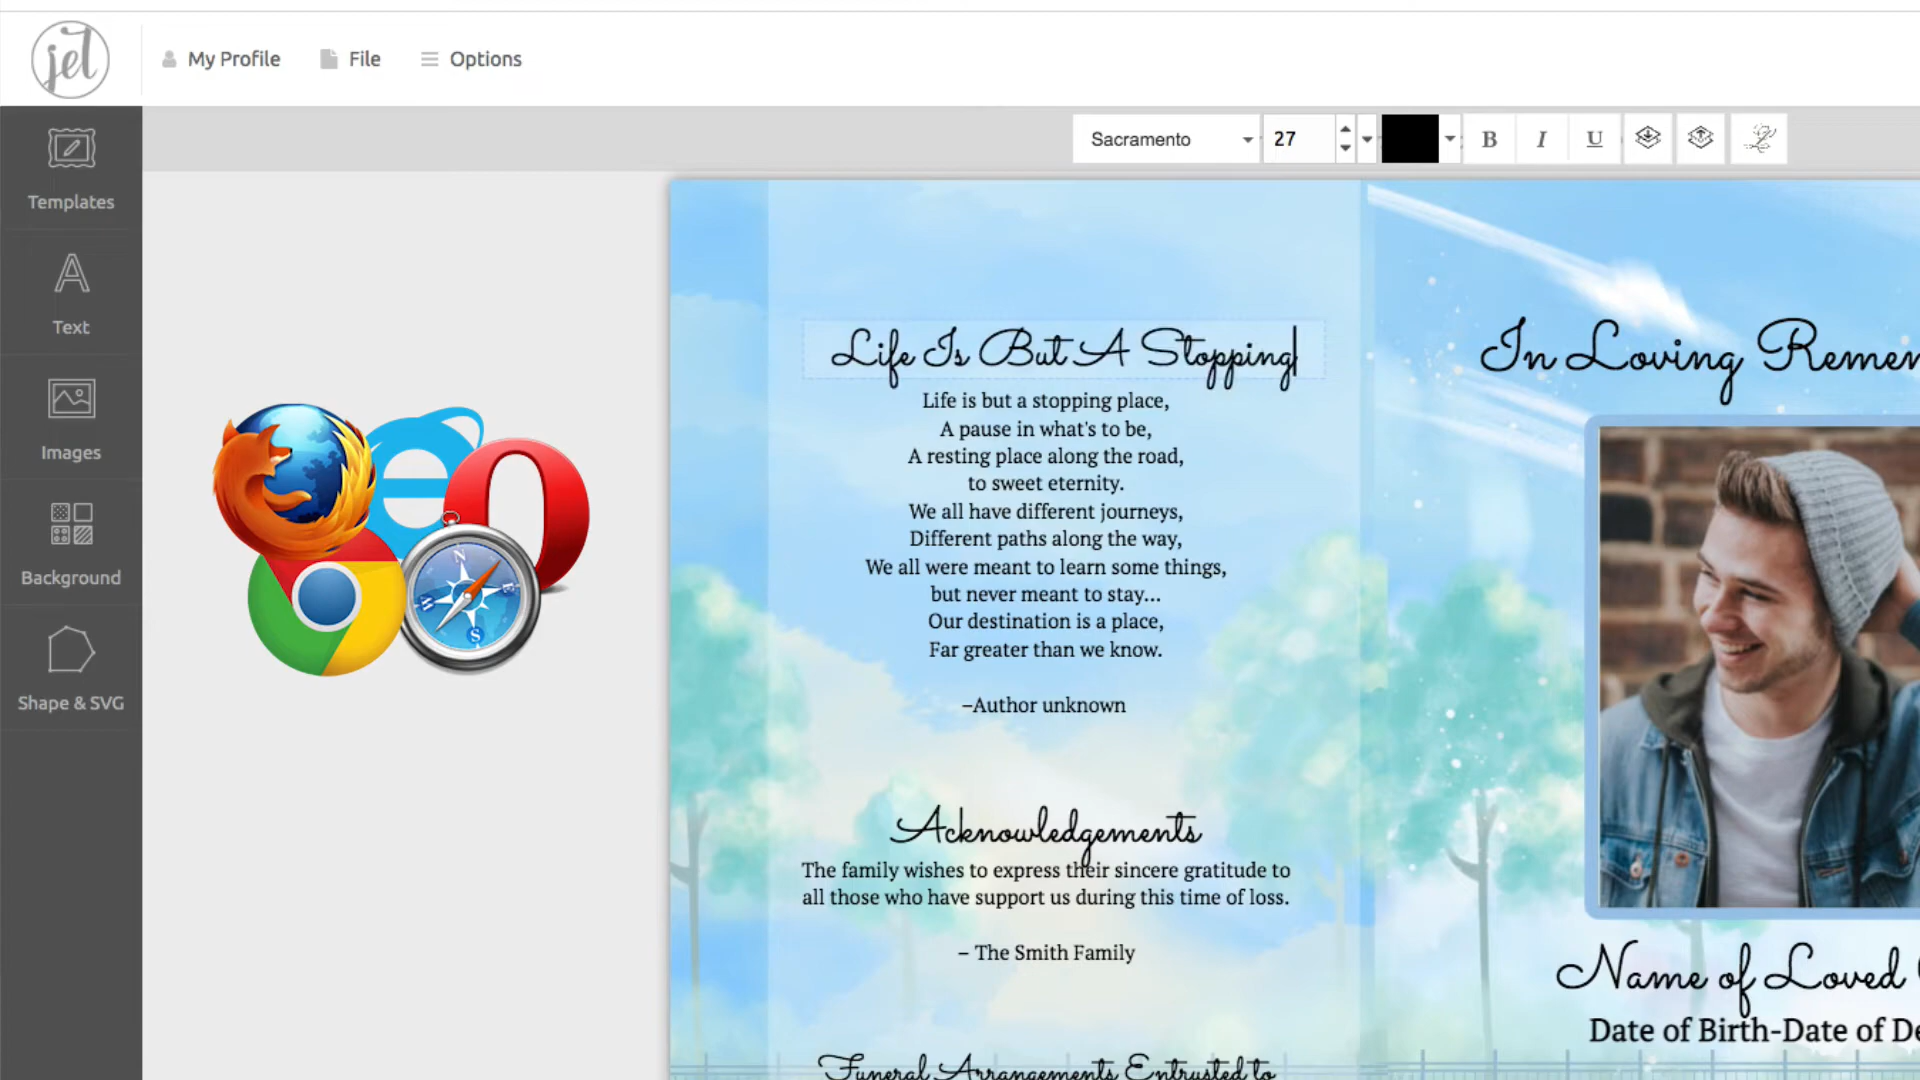 jet
My Profile
File
Options
Sacramento
27
B
I
U
Templates
Text
Images
Background
Shape & SVG
N
E
S
W
Life Is But A Stopping
Life is but a stopping place,
A pause in what's to be,
A resting place along the road,
to sweet eternity.
We all have different journeys,
Different paths along the way,
We all were meant to learn some things,
but never meant to stay...
Our destination is a place,
Far greater than we know.
–Author unknown
Acknowledgements
The family wishes to express their sincere gratitude to
all those who have support us during this time of loss.
– The Smith Family
Funeral Arrangements Entrusted to
In Loving Remem
Name of Loved
Date of Birth-Date of De